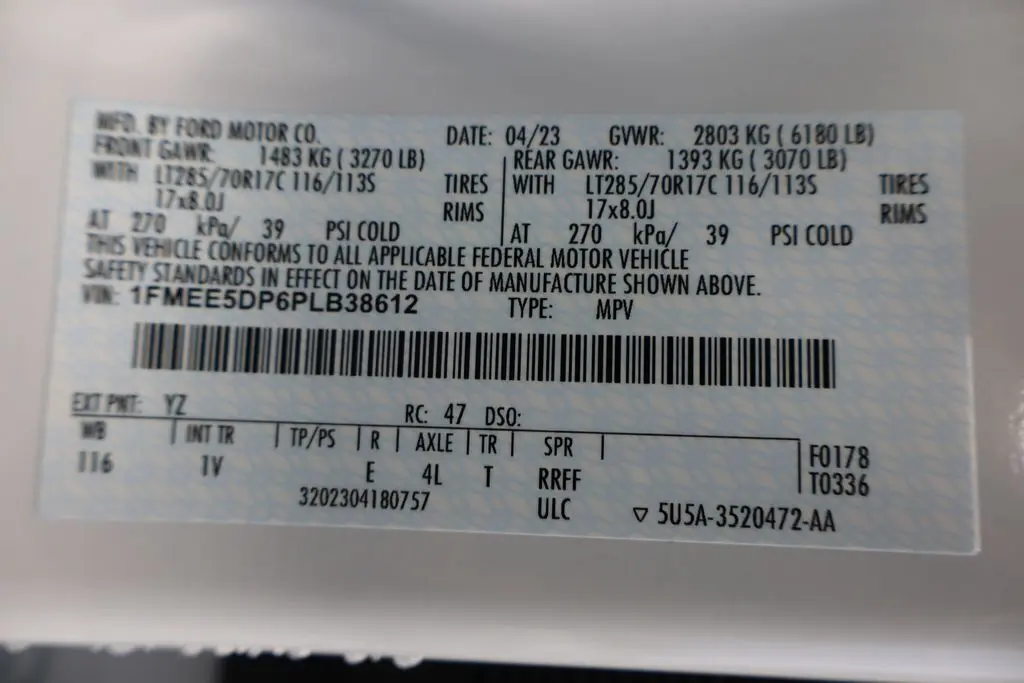 MFD. BY FORD MOTOR CO. DATE: 04/23 GVWR: 2803 KG ( 6180 LB)
FRONT GAWR: 1483 KG ( 3270 LB) REAR GAWR: 1393 KG ( 3070 LB)
WITH LT285/70R17C 116/113S TIRES WITH LT285/70R17C 116/113S TIRES
17x8.0J RIMS 17x8.0J RIMS
AT 270 kPa/ 39 PSI COLD AT 270 kPa/ 39 PSI COLD
THIS VEHICLE CONFORMS TO ALL APPLICABLE FEDERAL MOTOR VEHICLE
SAFETY STANDARDS IN EFFECT ON THE DATE OF MANUFACTURE SHOWN ABOVE.
VIN: 1FMEE5DP6PLB38612 TYPE: MPV
EXT PNT: YZ RC: 47 DSO:
WB INT TR TP/PS R AXLE TR SPR F0178
116 1V E 4L T RRFF T0336
3202304180757 ULC ▽ 5U5A-3520472-AA